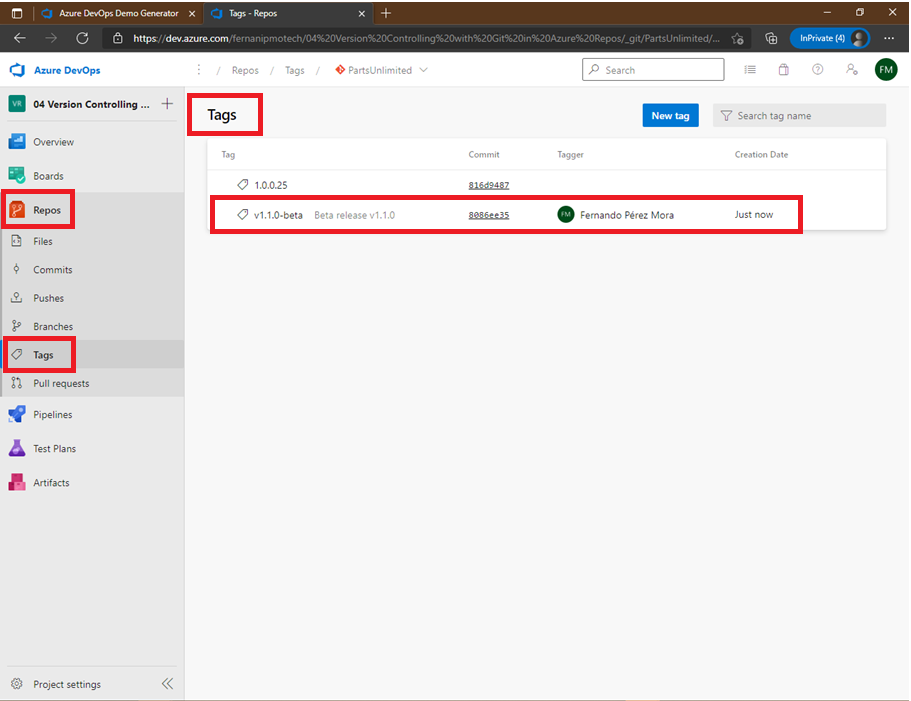 Azure DevOps Demo Generator
Tags - Repos
https://dev.azure.com/fernanipmotech/04%20Version%20Controlling%20with%20Git%20in%20Azure%20Repos/_git/PartsUnlimited/...
InPrivate (4)
Azure DevOps
/ Repos / Tags / PartsUnlimited
Search
FM
VR 04 Version Controlling ...
Tags
New tag
Search tag name
Overview
Boards
Repos
Files
Commits
Pushes
Branches
Tags
Pull requests
Pipelines
Test Plans
Artifacts
Tag Commit Tagger Creation Date
1.0.0.25 816d9487
v1.1.0-beta Beta release v1.1.0 8086ee35 FM Fernando Pérez Mora Just now
Project settings